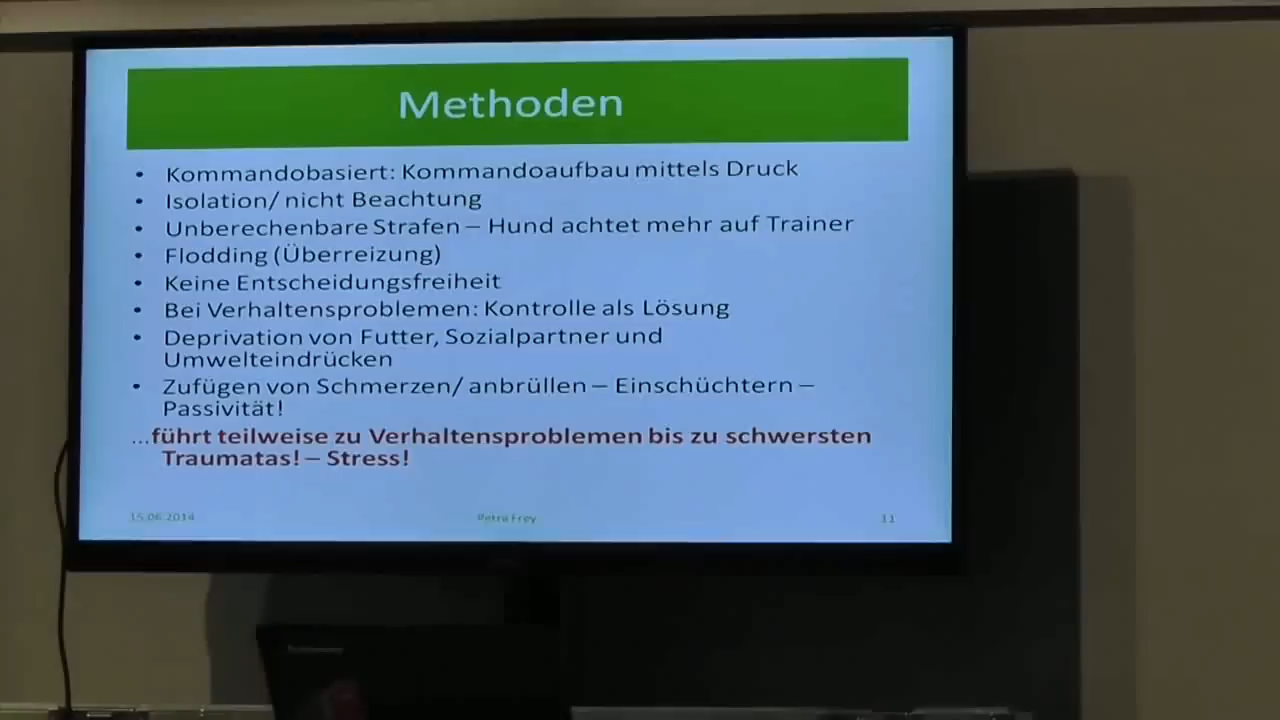 Methoden
• Kommandobasiert: Kommandoaufbau mittels Druck
• Isolation/ nicht Beachtung
• Unberechenbare Strafen – Hund achtet mehr auf Trainer
• Flodding (Überreizung)
• Keine Entscheidungsfreiheit
• Bei Verhaltensproblemen: Kontrolle als Lösung
• Deprivation von Futter, Sozialpartner und
Umwelteindrücken
• Zufügen von Schmerzen/ anbrüllen – Einschüchtern –
Passivität!
...führt teilweise zu Verhaltensproblemen bis zu schwersten
Traumatas! – Stress!
15.06.2014 Petra Frey 11